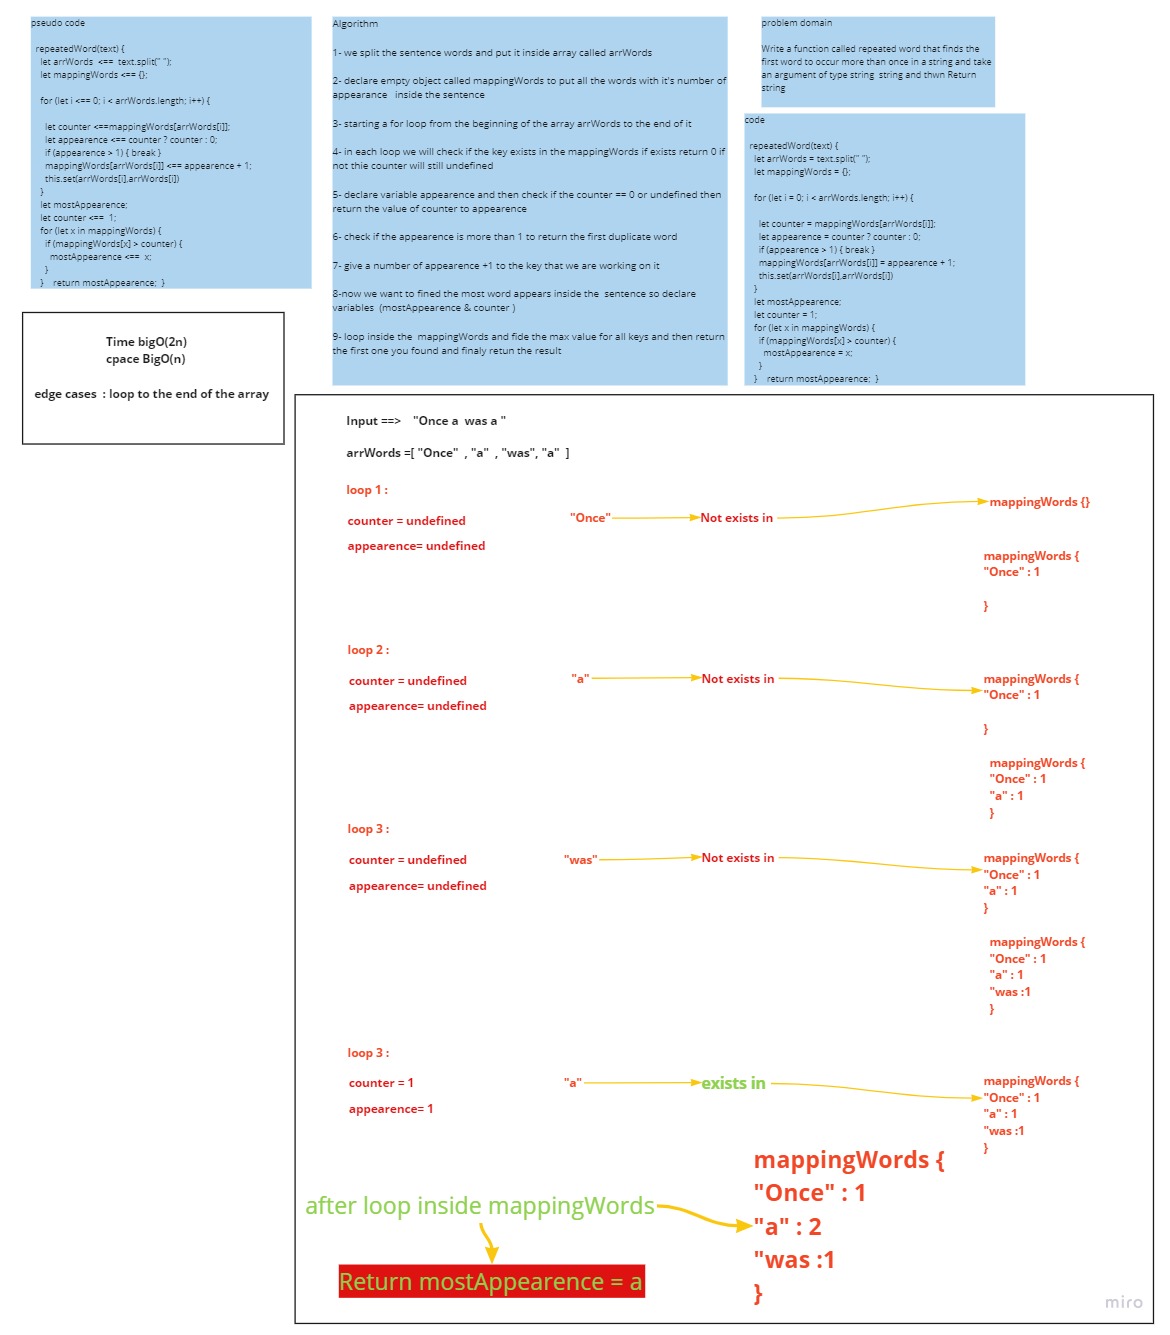 pseudo code
repeatedWord(text) {
let arrWords <== text.split(" ");
let mappingWords <== {};
for (let i <== 0; i < arrWords.length; i++) {
let counter <==mappingWords[arrWords[i]];
let appearence <== counter ? counter : 0;
if (appearence > 1) { break }
mappingWords[arrWords[i]] <== appearence + 1;
this.set(arrWords[i],arrWords[i])
}
let mostAppearence;
let counter <== 1;
for (let x in mappingWords) {
if (mappingWords[x] > counter) {
mostAppearence <== x;
}
} return mostAppearence; }
Time bigO(2n)
cpace BigO(n)
edge cases : loop to the end of the array
Algorithm
1- we split the sentence words and put it inside array called arrWords
2- declare empty object called mappingWords to put all the words with it's number of
appearance inside the sentence
3- starting a for loop from the beginning of the array arrWords to the end of it
4- in each loop we will check if the key exists in the mappingWords if exists return 0 if
not thie counter will still undefined
5- declare variable appearence and then check if the counter == 0 or undefined then
return the value of counter to appearence
6- check if the appearence is more than 1 to return the first duplicate word
7- give a number of appearence +1 to the key that we are working on it
8-now we want to fined the most word appears inside the sentence so declare
variables (mostAppearence & counter )
9- loop inside the mappingWords and fide the max value for all keys and then return
the first one you found and finaly retun the result
problem domain
Write a function called repeated word that finds the
first word to occur more than once in a string and take
an argument of type string string and thwn Return
string
code
repeatedWord(text) {
let arrWords = text.split(" ");
let mappingWords = {};
for (let i = 0; i < arrWords.length; i++) {
let counter = mappingWords[arrWords[i]];
let appearence = counter ? counter : 0;
if (appearence > 1) { break }
mappingWords[arrWords[i]] = appearence + 1;
this.set(arrWords[i],arrWords[i])
}
let mostAppearence;
let counter = 1;
for (let x in mappingWords) {
if (mappingWords[x] > counter) {
mostAppearence = x;
}
} return mostAppearence; }
Input ==> "Once a was a "
arrWords =[ "Once" , "a" , "was", "a" ]
loop 1 :
counter = undefined
appearence= undefined
"Once"
Not exists in
mappingWords {}
mappingWords {
"Once" : 1
}
loop 2 :
counter = undefined
appearence= undefined
"a"
Not exists in
mappingWords {
"Once" : 1
}
mappingWords {
"Once" : 1
"a" : 1
}
loop 3 :
counter = undefined
appearence= undefined
"was"
Not exists in
mappingWords {
"Once" : 1
"a" : 1
}
mappingWords {
"Once" : 1
"a" : 1
"was :1
}
loop 3 :
counter = 1
appearence= 1
"a"
exists in
mappingWords {
"Once" : 1
"a" : 1
"was :1
}
mappingWords {
"Once" : 1
"a" : 2
"was :1
}
after loop inside mappingWords
Return mostAppearence = a
miro